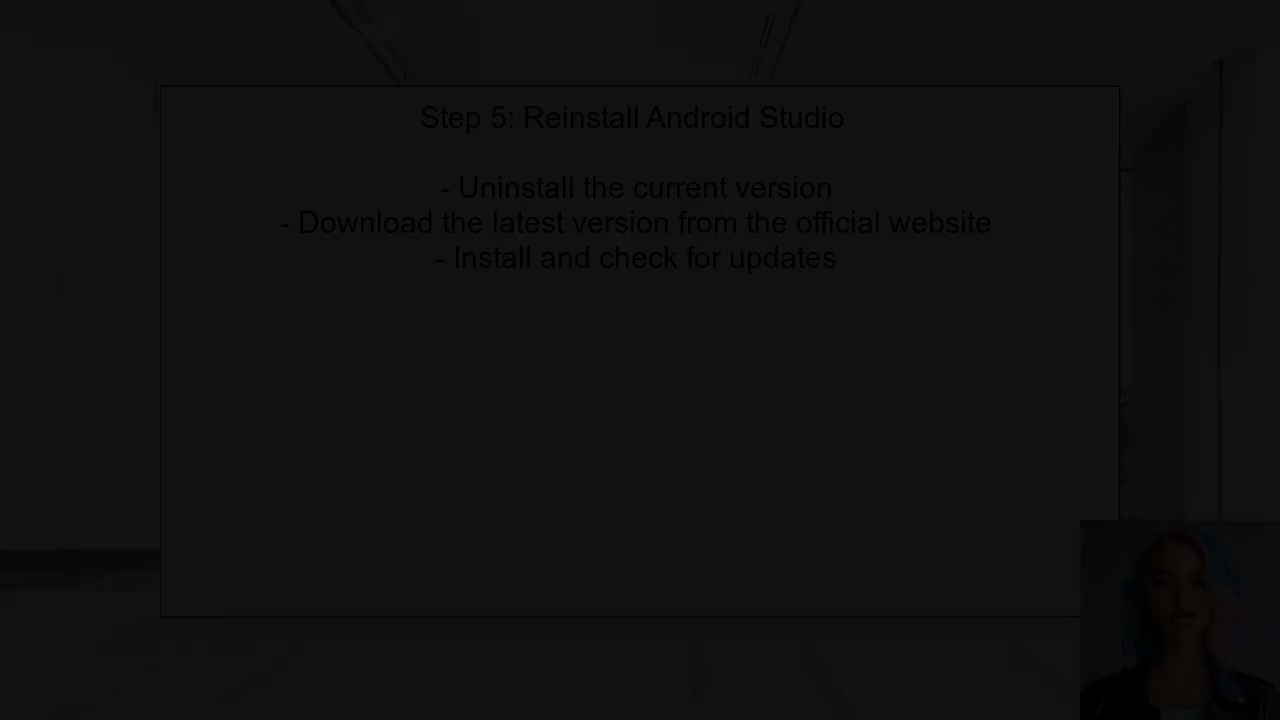 Step 5: Reinstall Android Studio
- Uninstall the current version
- Download the latest version from the official website
- Install and check for updates